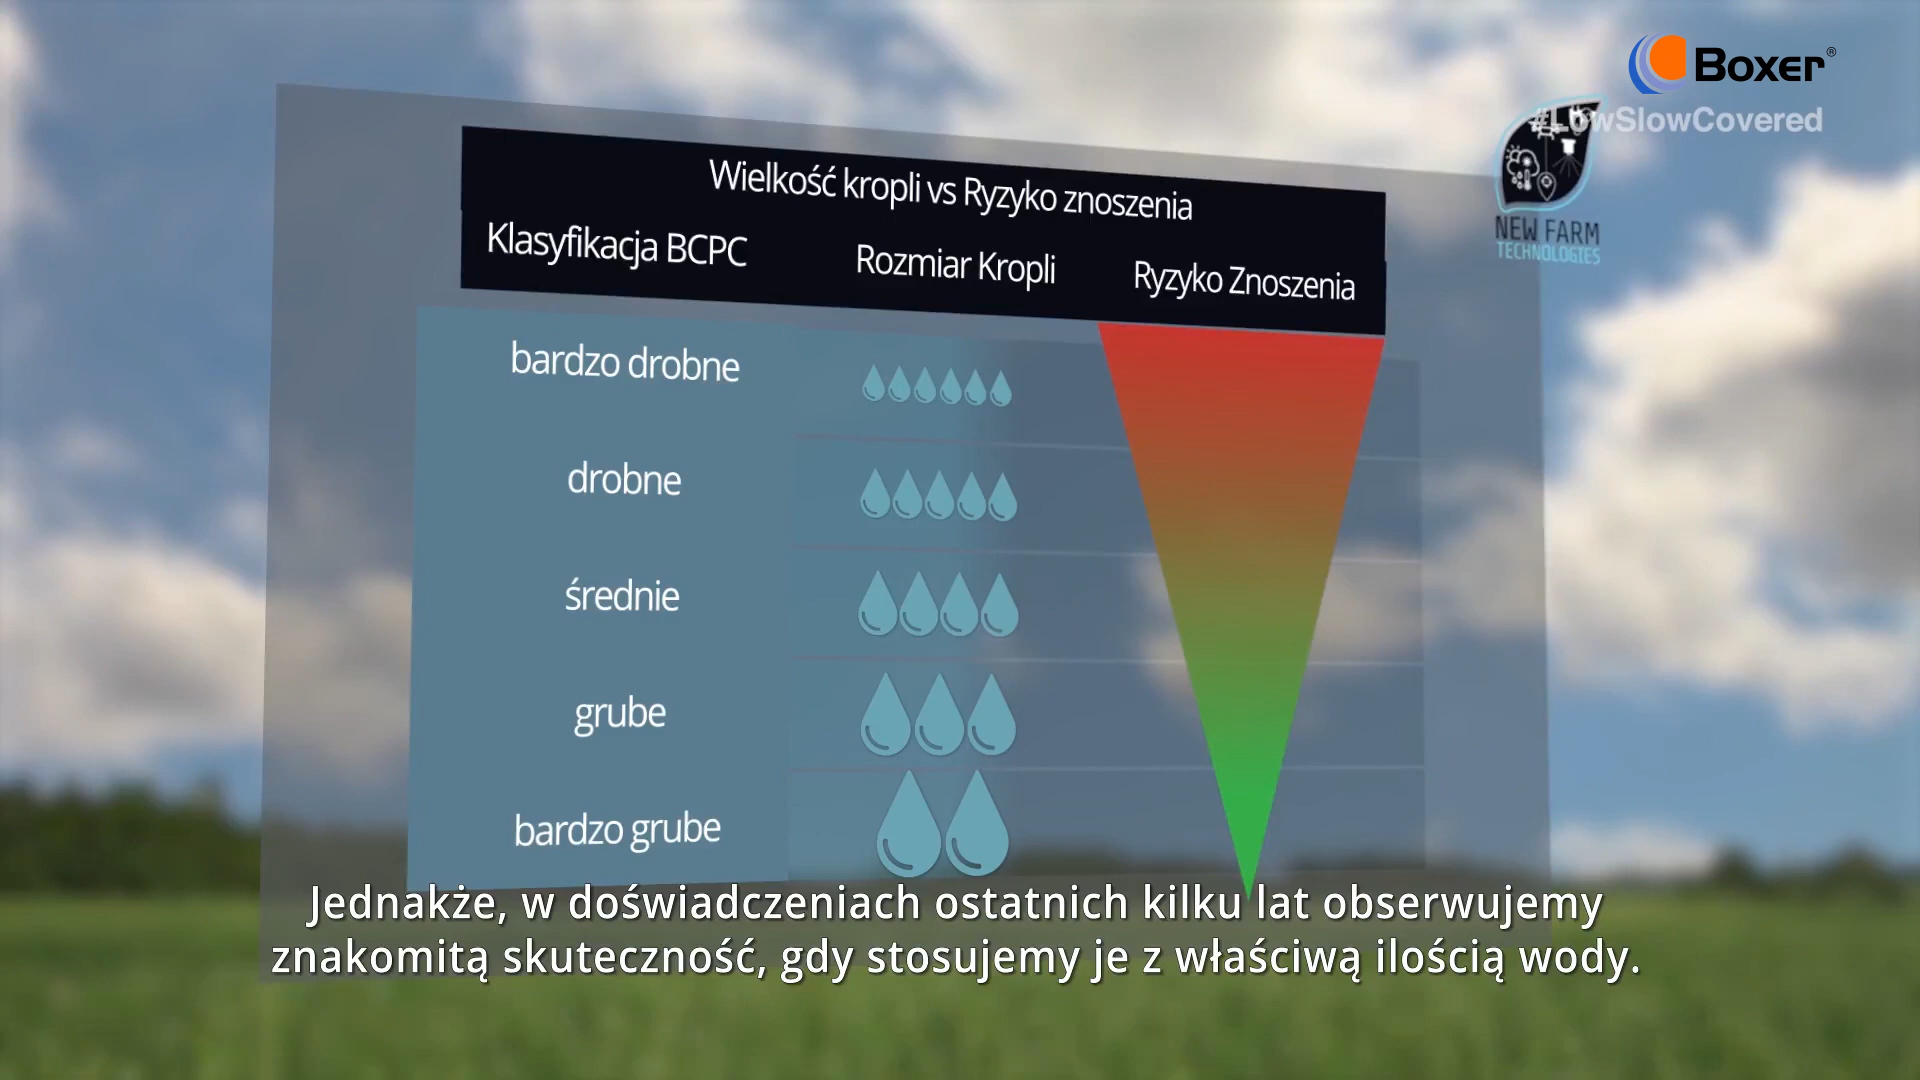 Boxer®
#LowSlowCovered
NEW FARM
TECHNOLOGIES
Wielkość kropli vs Ryzyko znoszenia
Klasyfikacja BCPC Rozmiar Kropli Ryzyko Znoszenia
bardzo drobne
drobne
średnie
grube
bardzo grube
Jednakże, w doświadczeniach ostatnich kilku lat obserwujemy
znakomitą skuteczność, gdy stosujemy je z właściwą ilością wody.